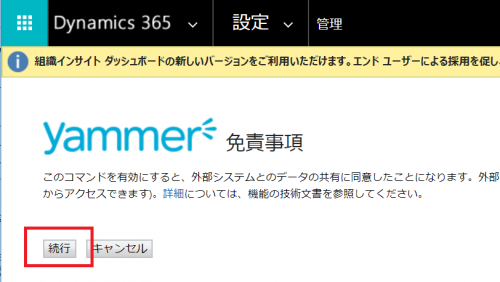 Dynamics 365 設定 管理
組織インサイト ダッシュボードの新しいバージョンをご利用いただけます。エンド ユーザーによる採用を促し
yammer 免責事項
このコマンドを有効にすると、外部システムとのデータの共有に同意したことになります。外部
からアクセスできます)。詳細については、機能の技術文書を参照してください。
続行 キャンセル